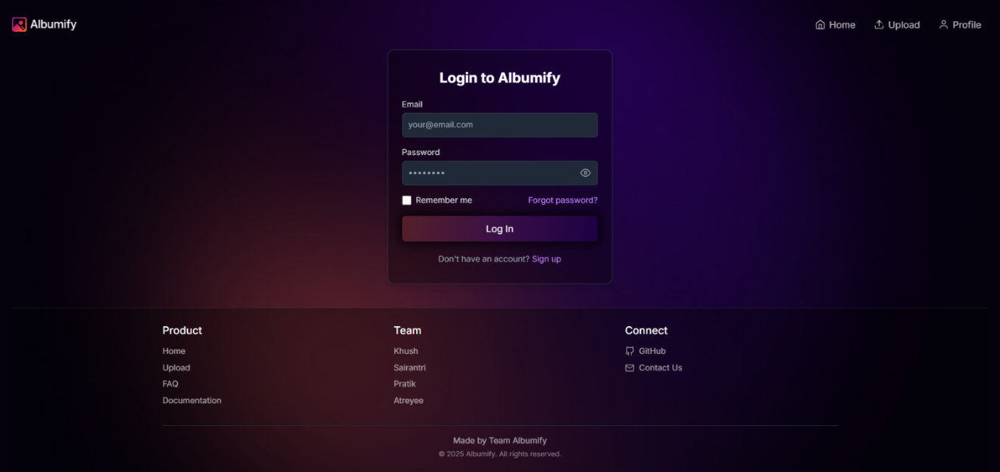 Albumify
Home Upload Profile
Login to Albumify
Email
your@email.com
Password
••••••••
Remember me Forgot password?
Log In
Don't have an account? Sign up
Product
Home
Upload
FAQ
Documentation
Team
Khush
Sairantri
Pratik
Atreyee
Connect
GitHub
Contact Us
Made by Team Albumify
© 2025 Albumify. All rights reserved.